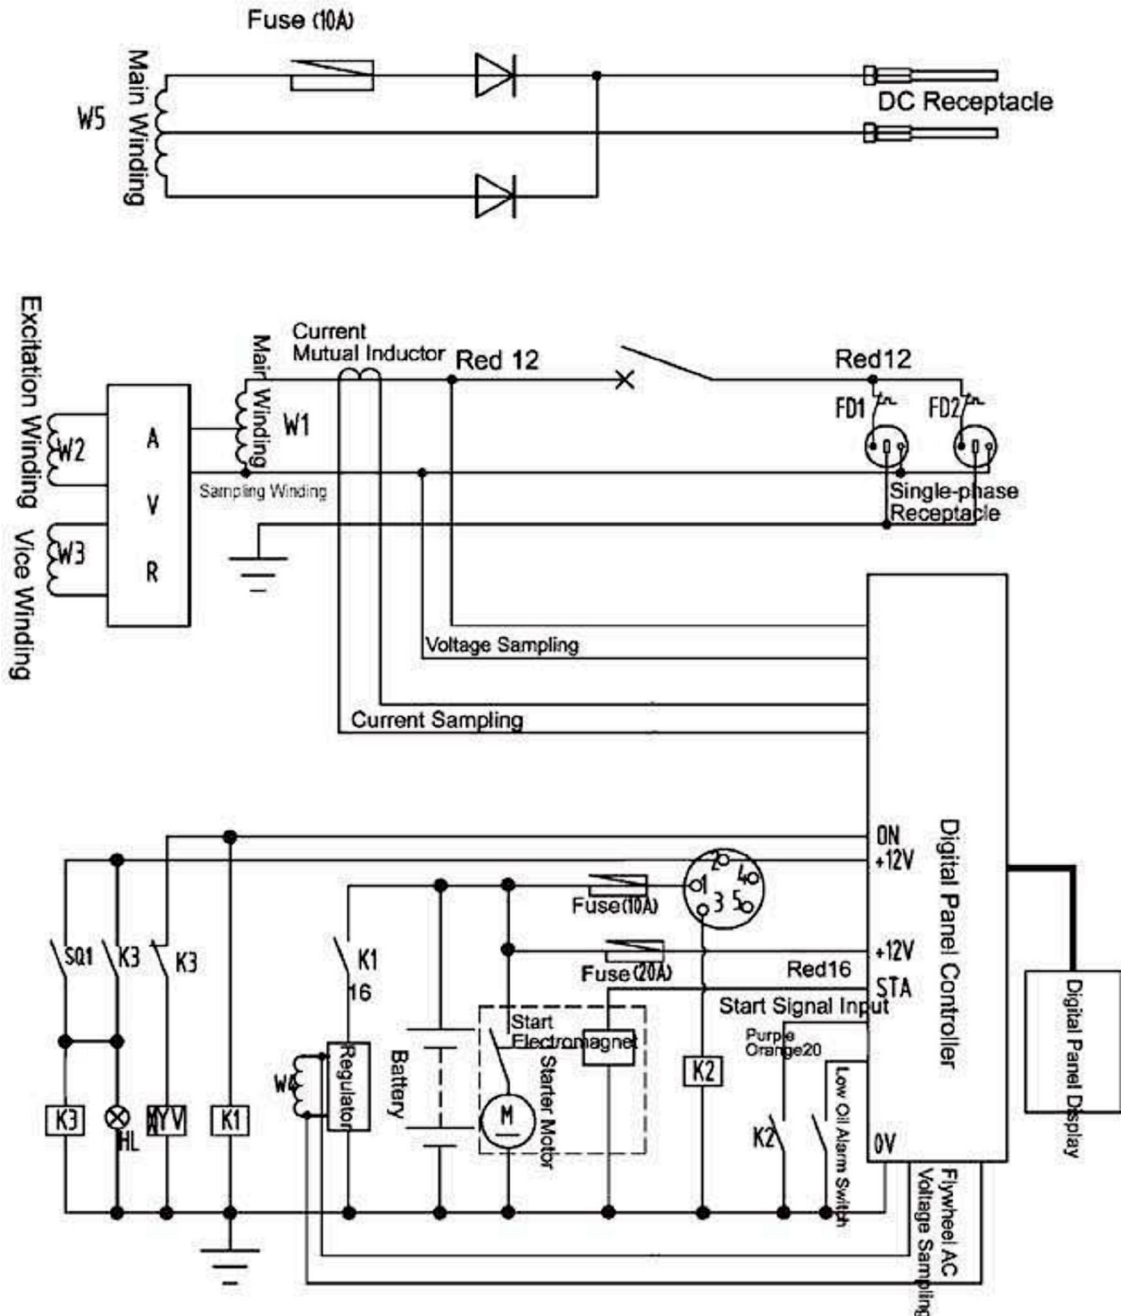 Fuse (10A)
Main Winding
W5
DC Receptacle
Excitation Winding
Vice Winding
W2
W3
A
V
R
Main Winding
W1
Sampling Winding
Current
Mutual Inductor
Red 12
Red12
FD1
FD2
Single-phase
Receptacle
Voltage Sampling
Current Sampling
Digital Panel Controller
ON
+12V
+12V
STA
0V
1
2
3
4
5
Fuse(10A)
Fuse(20A)
Red16
Start Signal Input
Purple
Orange20
SQ1
K3
K3
K1
16
Start
Electromagnet
Starter Motor
M
Battery
Regulator
W4
K2
K2
Low Oil Alarm Switch
K3
HL
YV
K1
Flywheel AC
Voltage Sampling
Digital Panel Display